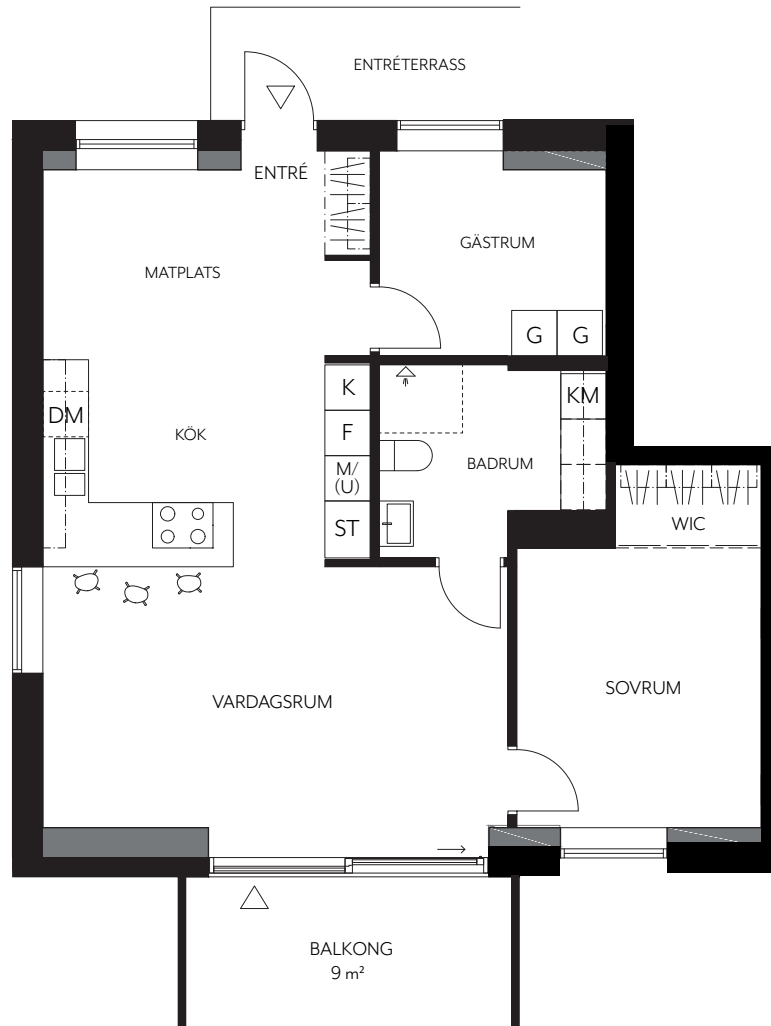 ENTRÉTERRASS
ENTRÉ
GÄSTRUM
MATPLATS
G G
K
DM
KM
F
KÖK
M/
(U)
BADRUM
ST
WIC
SOVRUM
VARDAGSRUM
BALKONG
9 m²